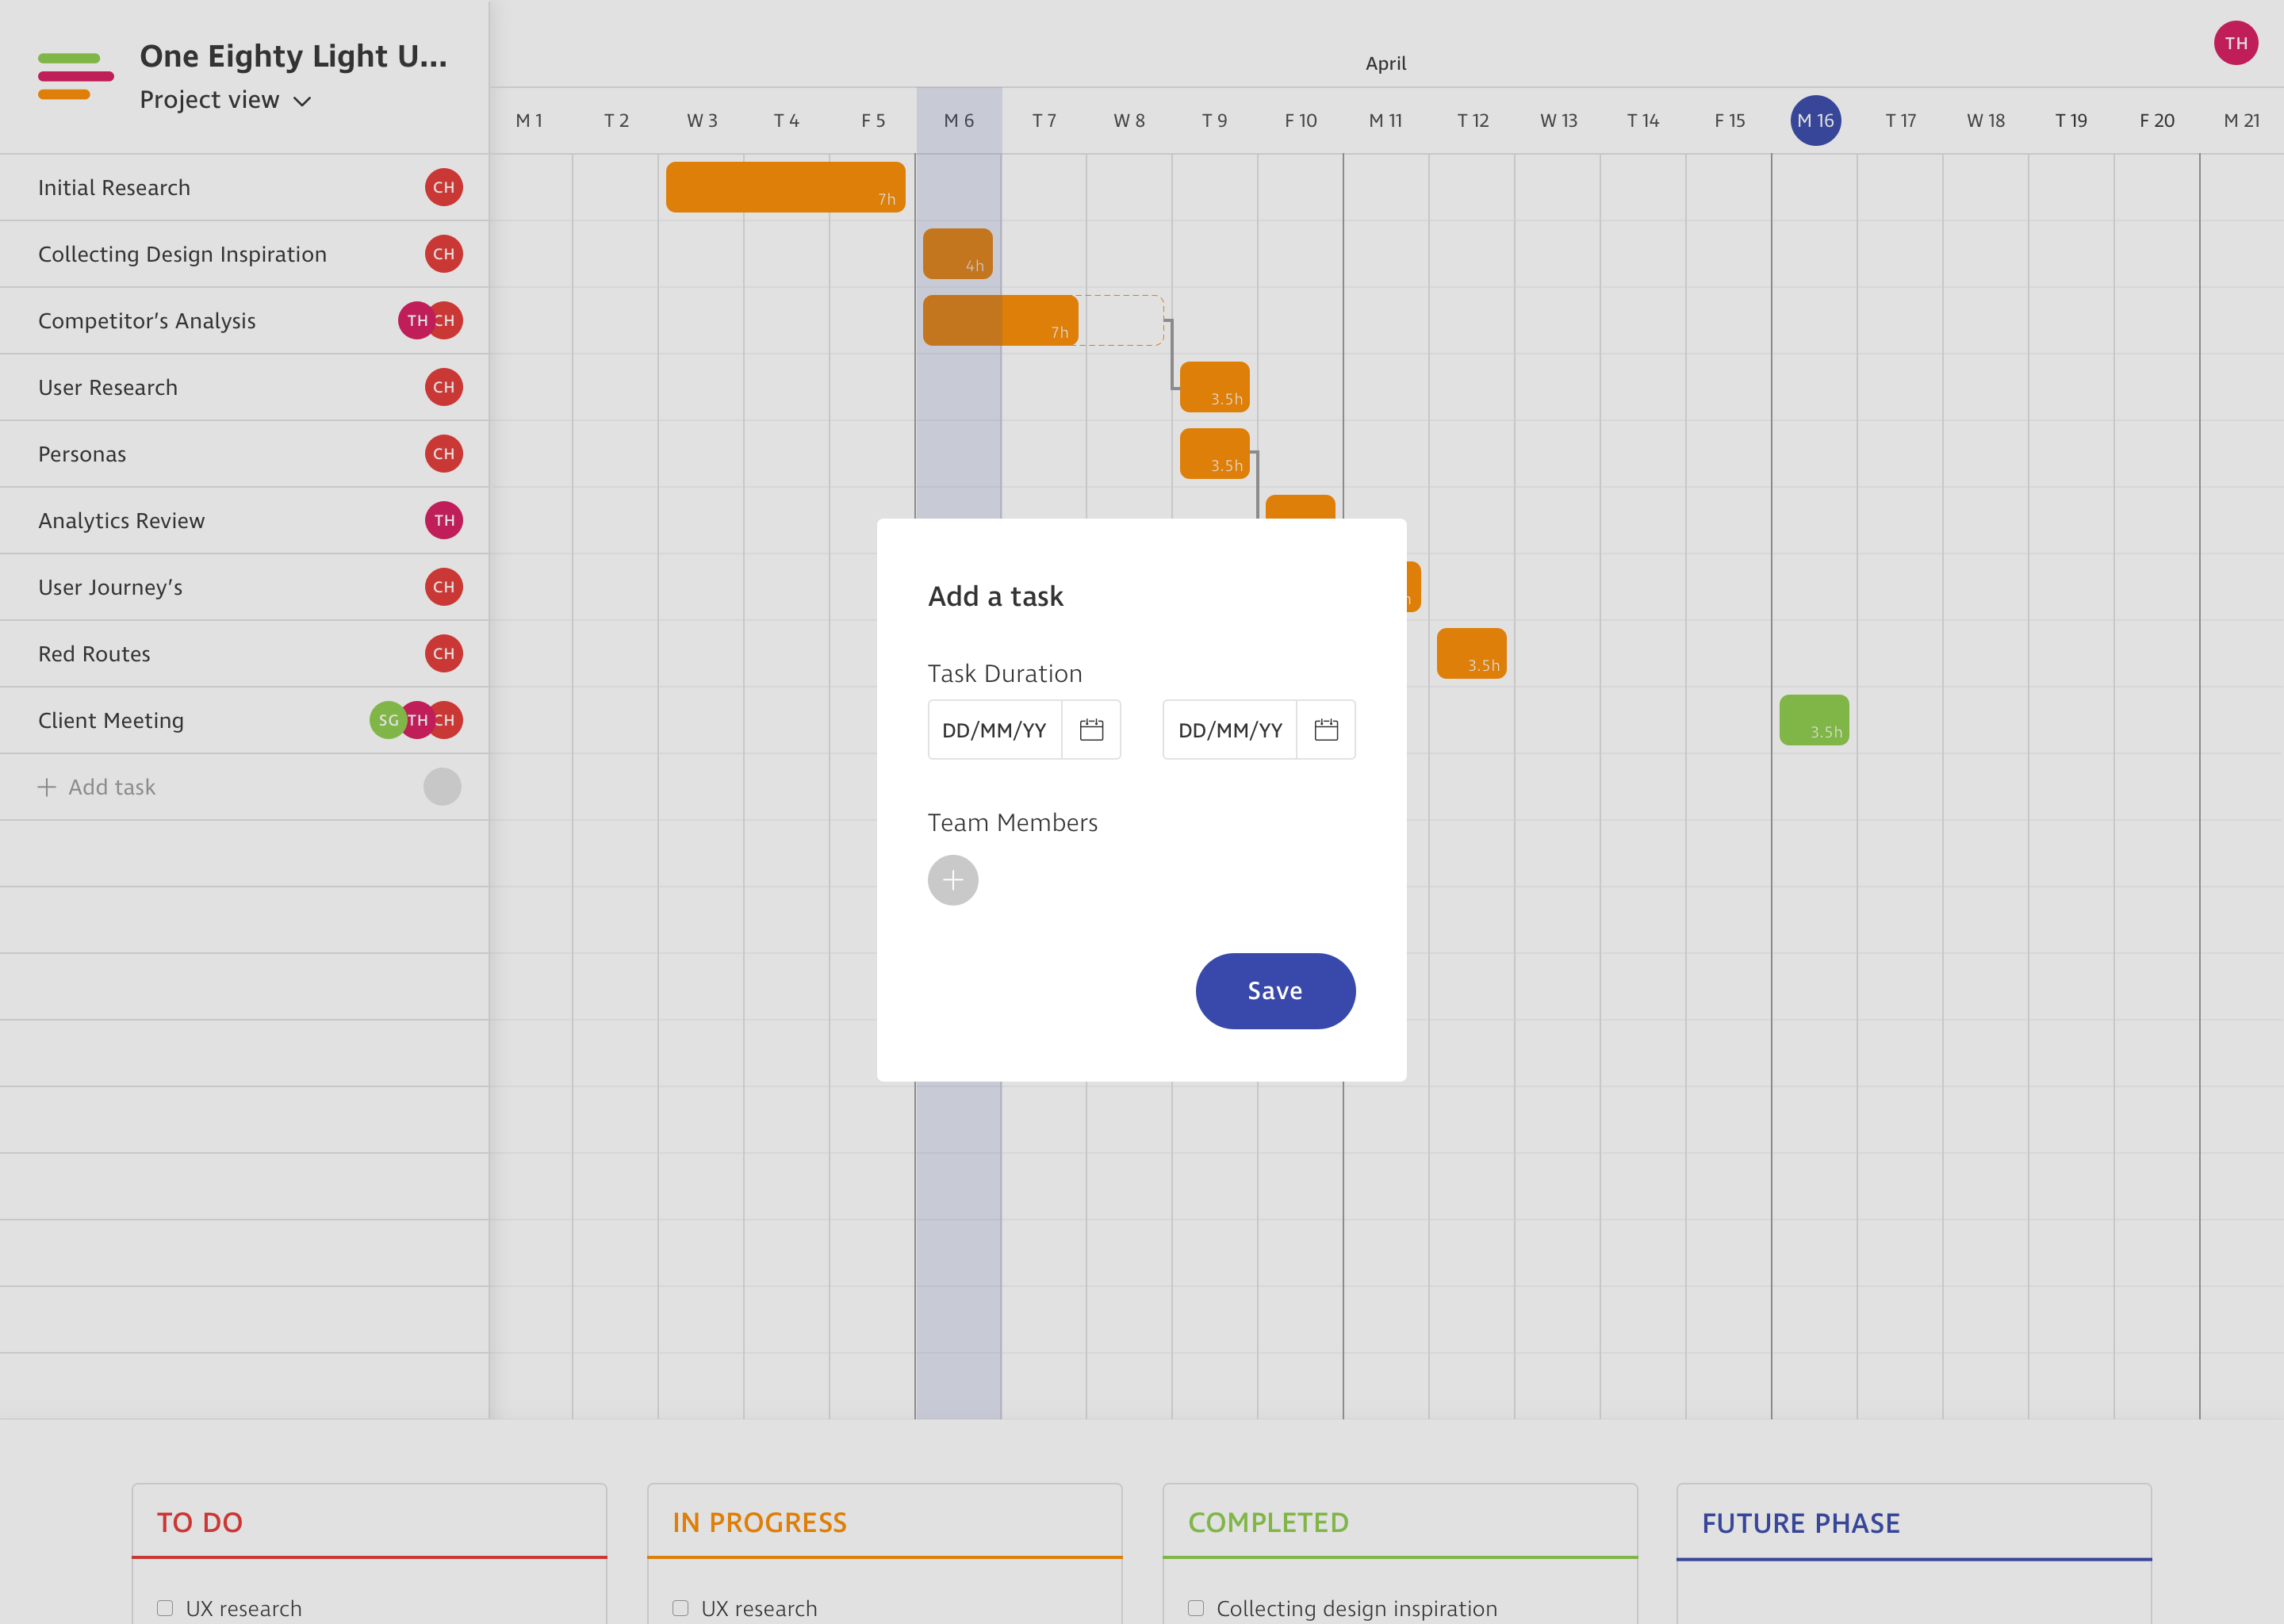 One Eighty Light U...
Project view
TH
April
M 1 T 2 W 3 T 4 F 5 M 6 T 7 W 8 T 9 F 10 M 11 T 12 W 13 T 14 F 15 M 16 T 17 W 18 T 19 F 20 M 21
Initial Research CH 7h
Collecting Design Inspiration CH 4h
Competitor’s Analysis TH CH 7h
User Research CH 3.5h
Personas CH 3.5h
Analytics Review TH
User Journey’s CH
Red Routes CH 3.5h
Client Meeting SG TH CH 3.5h
+ Add task
Add a task
Task Duration
DD/MM/YY DD/MM/YY
Team Members
Save
TO DO
UX research
IN PROGRESS
UX research
COMPLETED
Collecting design inspiration
FUTURE PHASE